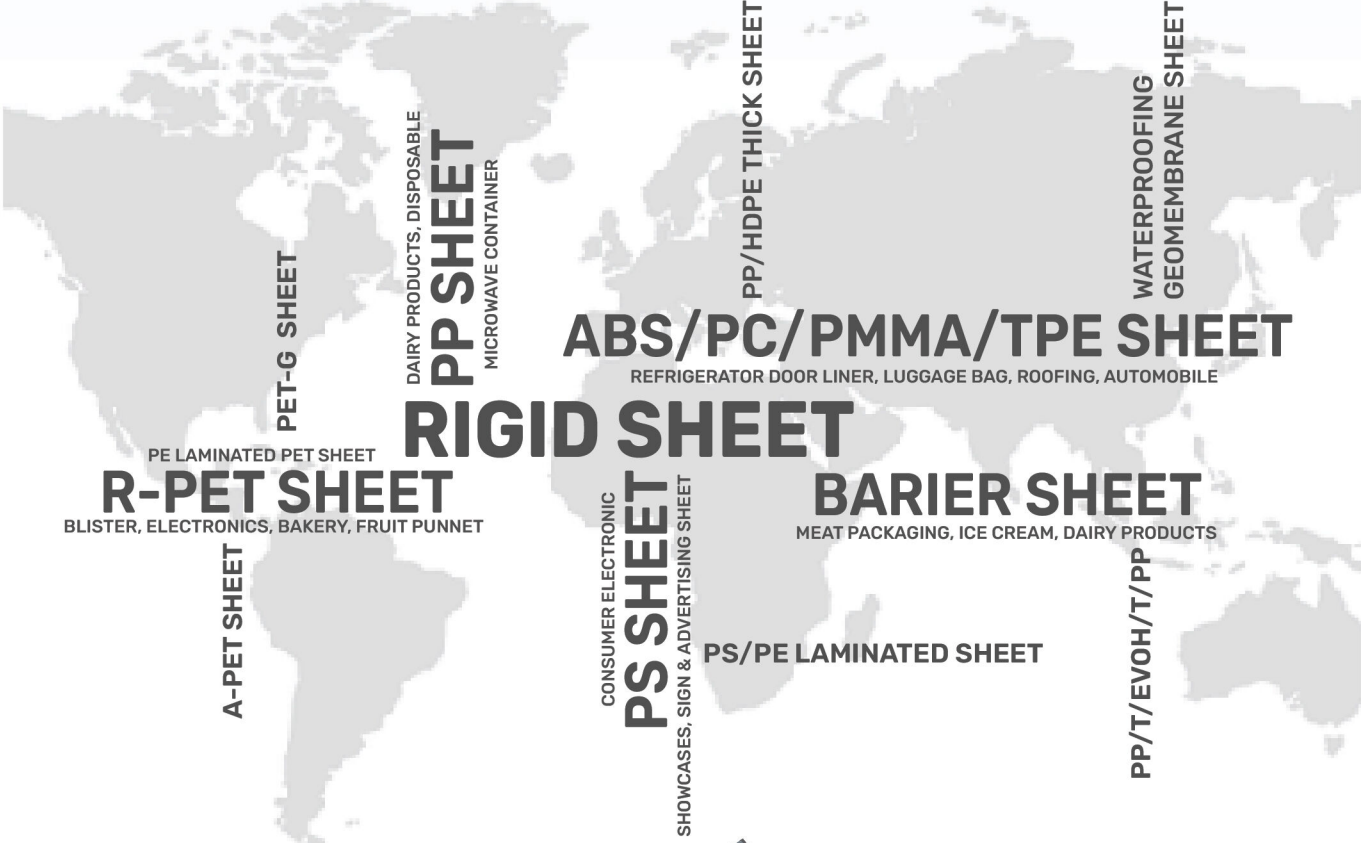 PP/HDPE THICK SHEET
WATERPROOFING
GEOMEMBRANE SHEET
DAIRY PRODUCTS, DISPOSABLE
PP SHEET
MICROWAVE CONTAINER
PET-G SHEET
ABS/PC/PMMA/TPE SHEET
REFRIGERATOR DOOR LINER, LUGGAGE BAG, ROOFING, AUTOMOBILE
RIGID SHEET
PE LAMINATED PET SHEET
R-PET SHEET
BLISTER, ELECTRONICS, BAKERY, FRUIT PUNNET
BARIER SHEET
MEAT PACKAGING, ICE CREAM, DAIRY PRODUCTS
A-PET SHEET
CONSUMER ELECTRONIC
PS SHEET
SHOWCASES, SIGN & ADVERTISING SHEET
PS/PE LAMINATED SHEET
PP/T/EVOH/T/PP